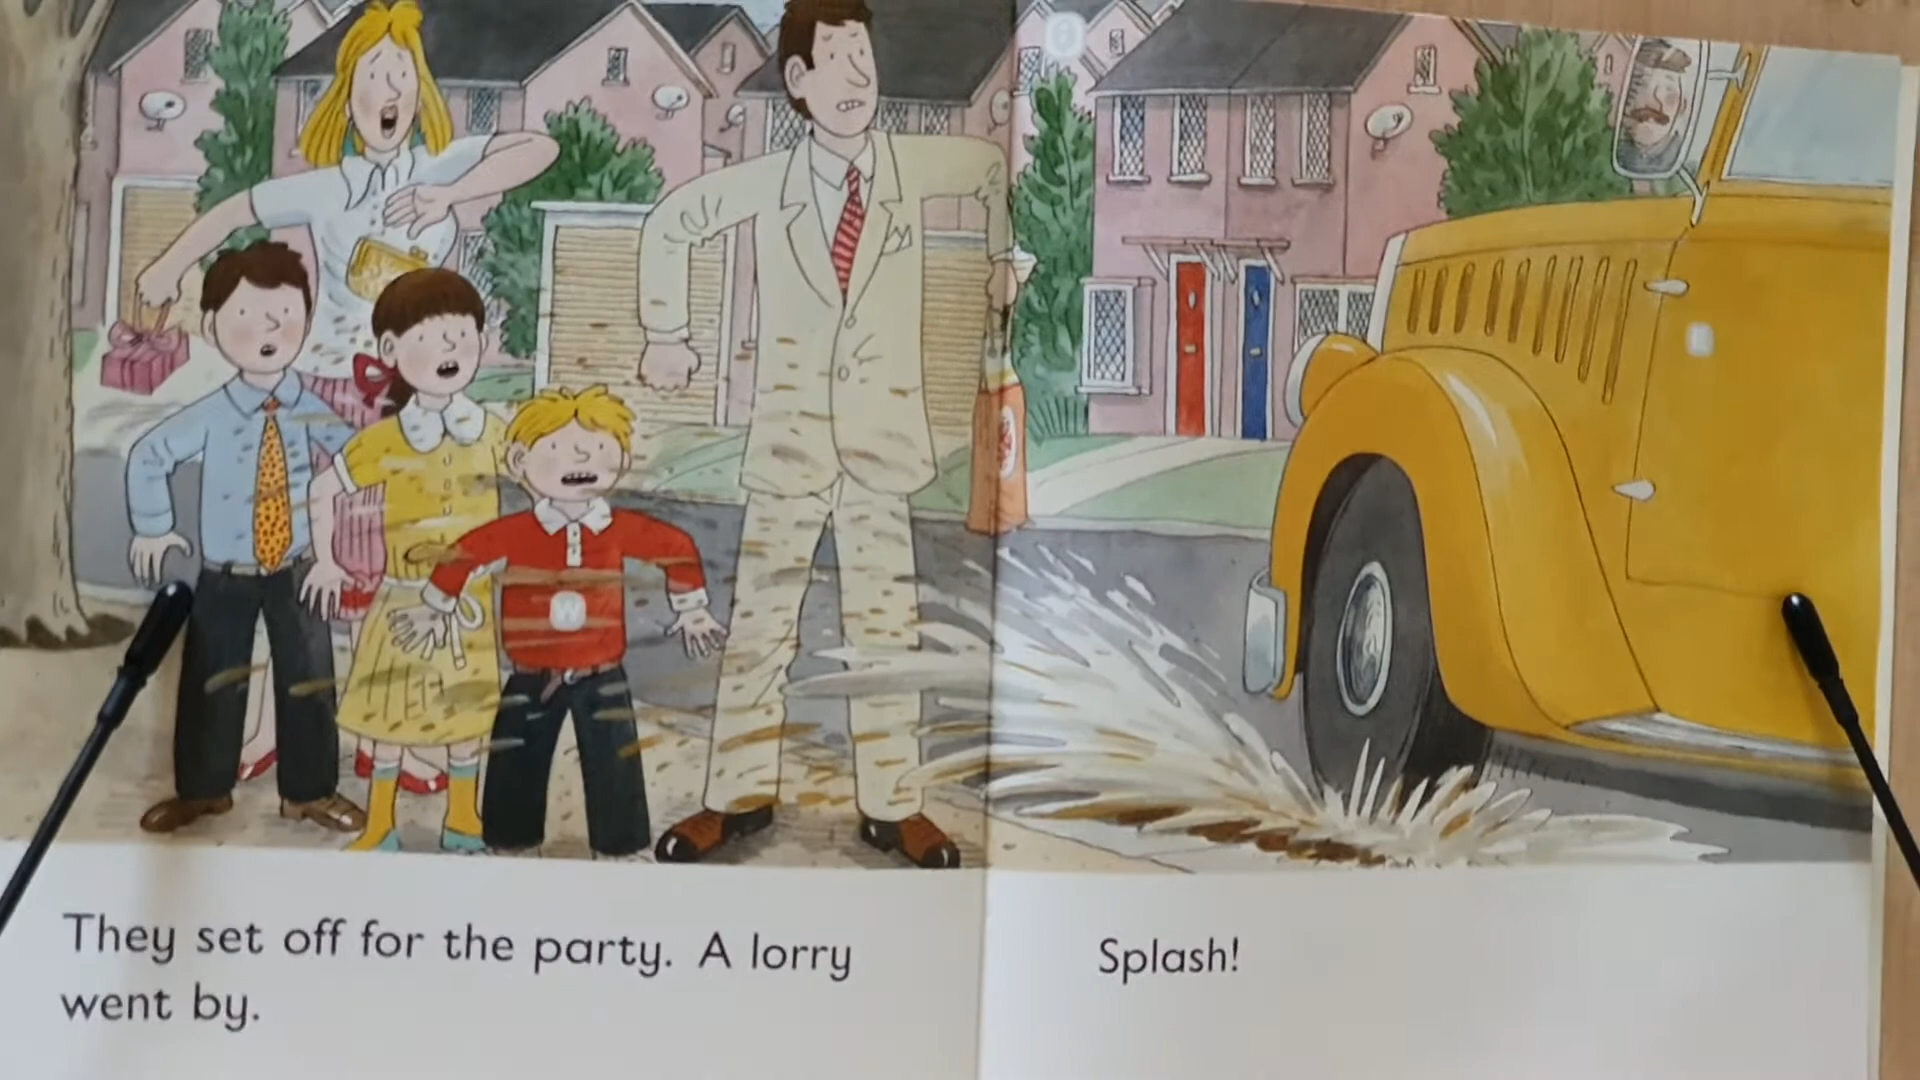 They set off for the party. A lorry
went by.
Splash!